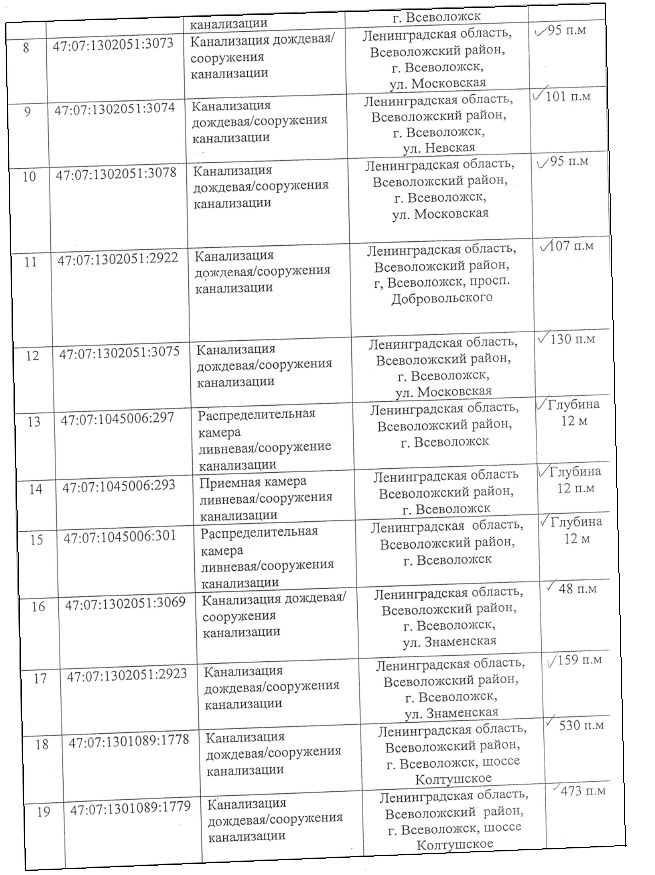 канализации
г. Всеволожск
8
47:07:1302051:3073
Канализация дождевая/
сооружения
канализации
Ленинградская область,
Всеволожский район,
г. Всеволожск,
ул. Московская
95 п.м
9
47:07:1302051:3074
Канализация
дождевая/сооружения
канализации
Ленинградская область,
Всеволожский район,
г. Всеволожск,
ул. Невская
101 п.м
10
47:07:1302051:3078
Канализация
дождевая/сооружения
канализации
Ленинградская область,
Всеволожский район,
г. Всеволожск,
ул. Московская
95 п.м
11
47:07:1302051:2922
Канализация
дождевая/сооружения
канализации
Ленинградская область,
Всеволожский район,
г, Всеволожск, просп.
Добровольского
107 п.м
12
47:07:1302051:3075
Канализация
дождевая/сооружения
канализации
Ленинградская область,
Всеволожский район,
г. Всеволожск,
ул. Московская
130 п.м
13
47:07:1045006:297
Распределительная
камера
ливневая/сооружение
канализации
Ленинградская область,
Всеволожский район,
г. Всеволожск
Глубина
12 м
14
47:07:1045006:293
Приемная камера
ливневая/сооружения
канализации
Ленинградская область
Всеволожский район,
г. Всеволожск
Глубина
12 п.м
15
47:07:1045006:301
Распределительная
камера
ливневая/сооружения
канализации
Ленинградская область,
Всеволожский район,
г. Всеволожск
Глубина
12 м
16
47:07:1302051:3069
Канализация дождевая/
сооружения
канализации
Ленинградская область,
Всеволожский район,
г. Всеволожск,
ул. Знаменская
48 п.м
17
47:07:1302051:2923
Канализация
дождевая/сооружения
канализации
Ленинградская область,
Всеволожский район,
г. Всеволожск,
ул. Знаменская
159 п.м
18
47:07:1301089:1778
Канализация
дождевая/сооружения
канализации
Ленинградская область,
Всеволожский район,
г. Всеволожск, шоссе
Колтушское
530 п.м
19
47:07:1301089:1779
Канализация
дождевая/сооружения
канализации
Ленинградская область,
Всеволожский район,
г. Всеволожск, шоссе
Колтушское
473 п.м